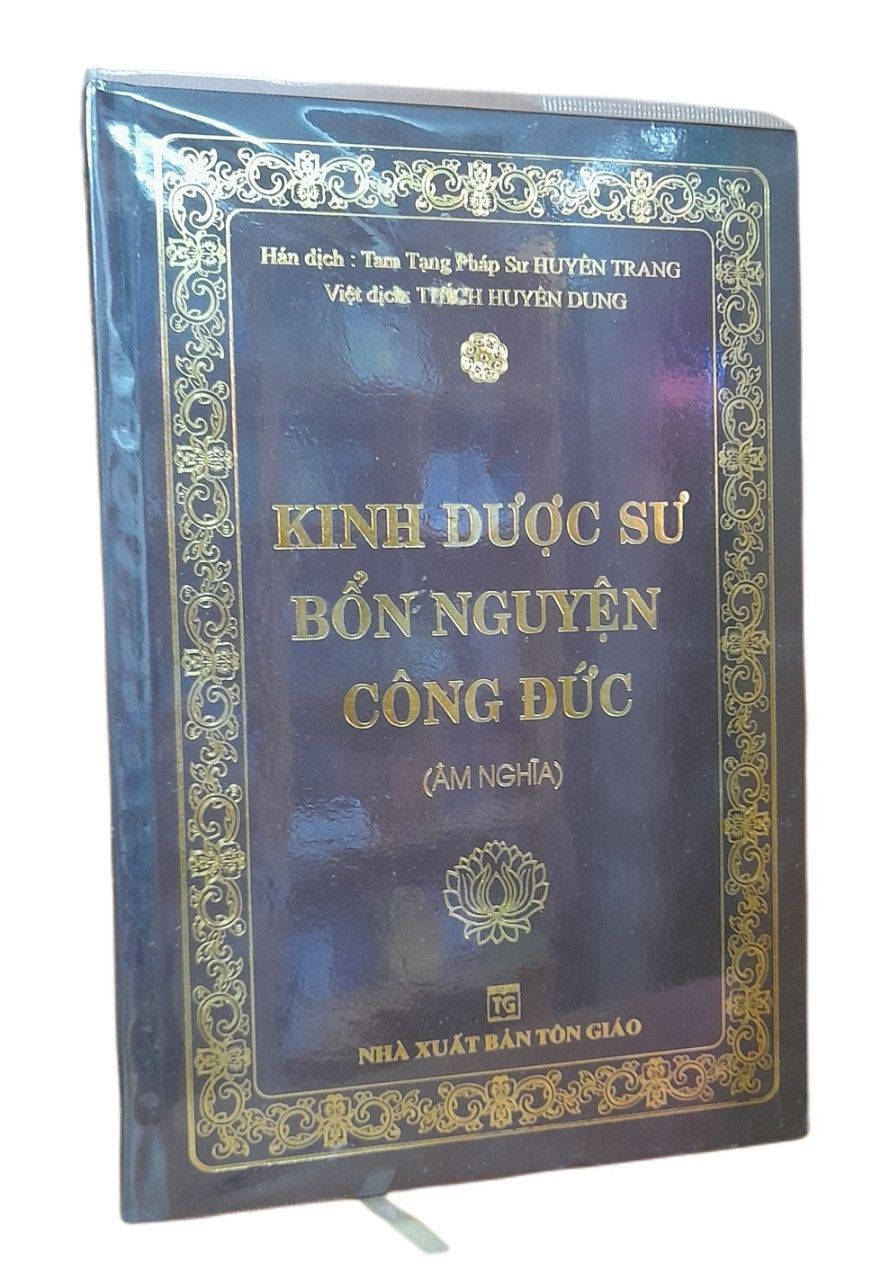 Hán dịch : Tam Tạng Pháp Sư HUYỀN TRANG
Việt dịch: THÍCH HUYỀN DUNG
KINH DƯỢC SƯ
BỔN NGUYỆN
CÔNG ĐỨC
(ÂM NGHĨA)
TG
NHÀ XUẤT BẢN TÔN GIÁO